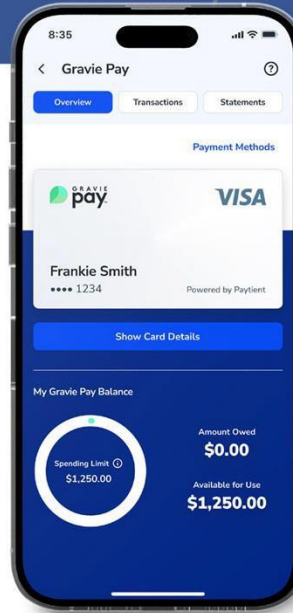 8:35
Gravie Pay
Overview Transactions Statements
Payment Methods
GRAVIE
pay VISA
Frankie Smith
•••• 1234 Powered by Paytient
Show Card Details
My Gravie Pay Balance
Spending Limit
$1,250.00
Amount Owed
$0.00
Available for Use
$1,250.00